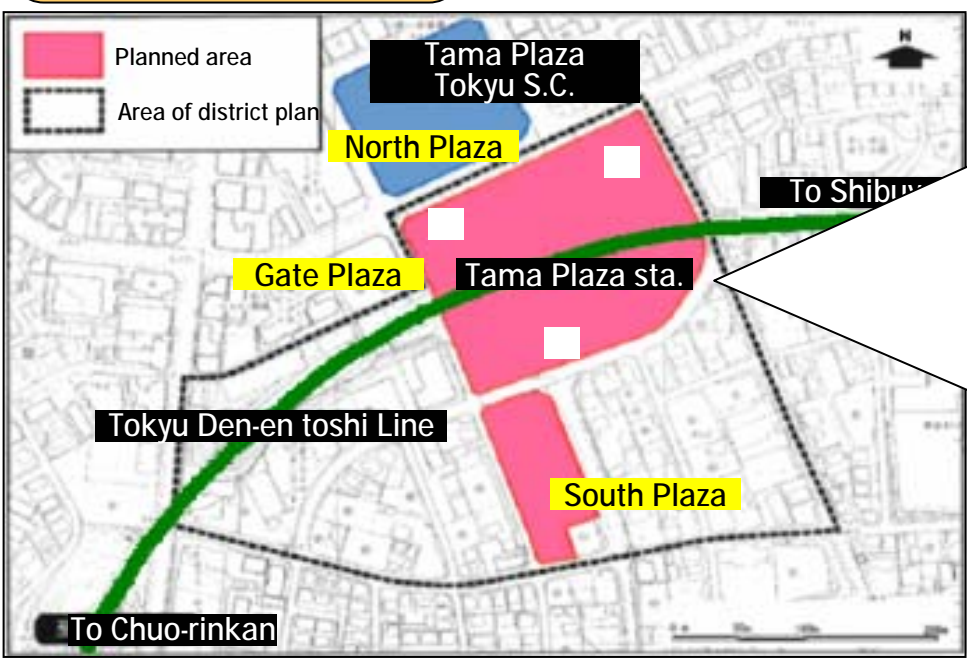 Planned area
Area of district plan
Tama Plaza
Tokyu S.C.
N
North Plaza
To Shibuy
Gate Plaza
Tama Plaza sta.
Tokyu Den-en toshi Line
South Plaza
To Chuo-rinkan